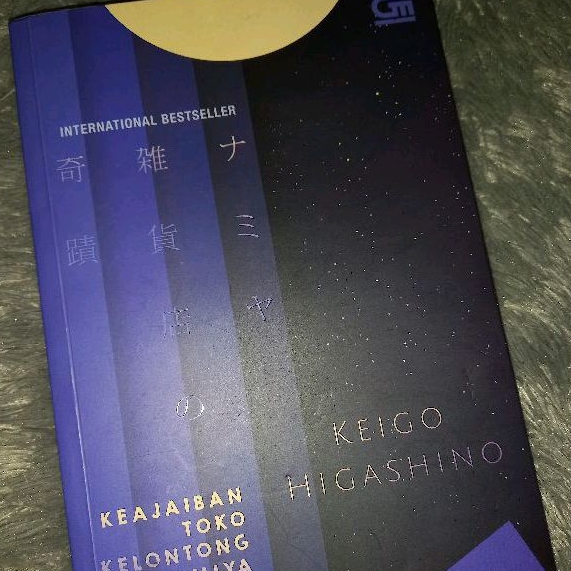 INTERNATIONAL BESTSELLER
ナミヤ
雑貨店の
奇蹟
KEIGO
HIGASHINO
KEAJAIBAN
TOKO
KELONTONG